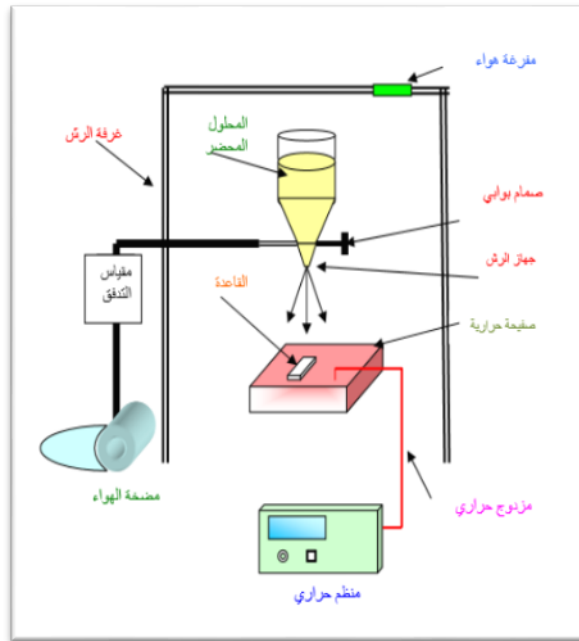 مفرغة هواء
المحلول
المحضر
غرفة الرش
صمام بوابي
جهاز الرش
مقياس
التدفق
القاعدة
صفيحة حرارية
مضخة الهواء
مزدوج حراري
منظم حراري